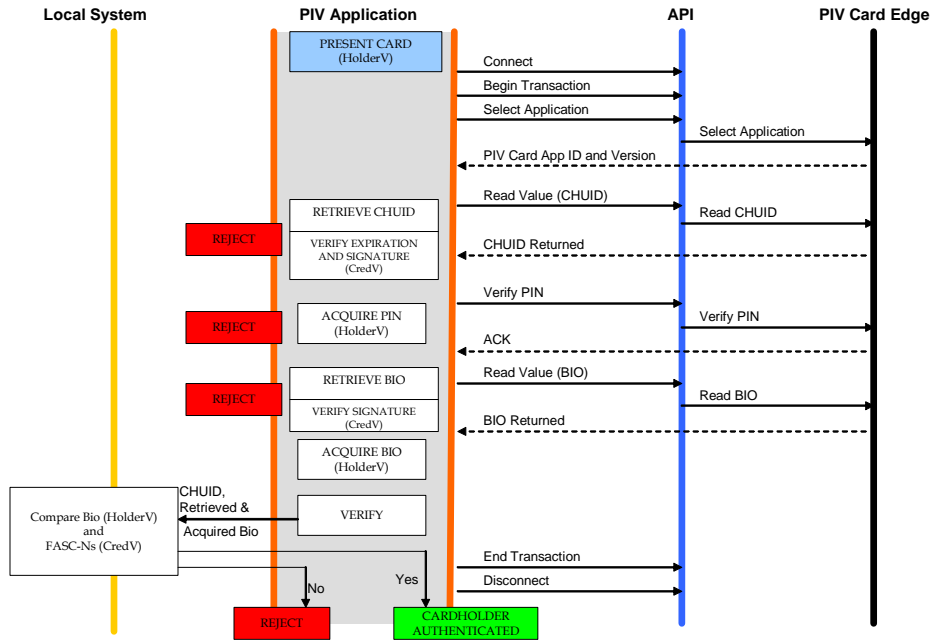 Local System
PIV Application
API
PIV Card Edge
PRESENT CARD
(HolderV)
Connect
Begin Transaction
Select Application
Select Application
PIV Card App ID and Version
Read Value (CHUID)
RETRIEVE CHUID
Read CHUID
REJECT
VERIFY EXPIRATION
AND SIGNATURE
(CredV)
CHUID Returned
Verify PIN
ACQUIRE PIN
(HolderV)
REJECT
Verify PIN
ACK
Read Value (BIO)
RETRIEVE BIO
REJECT
Read BIO
VERIFY SIGNATURE
(CredV)
BIO Returned
ACQUIRE BIO
(HolderV)
CHUID,
Retrieved &
Acquired Bio
VERIFY
Compare Bio (HolderV)
and
FASC-Ns (CredV)
End Transaction
Disconnect
No
Yes
REJECT
CARDHOLDER
AUTHENTICATED